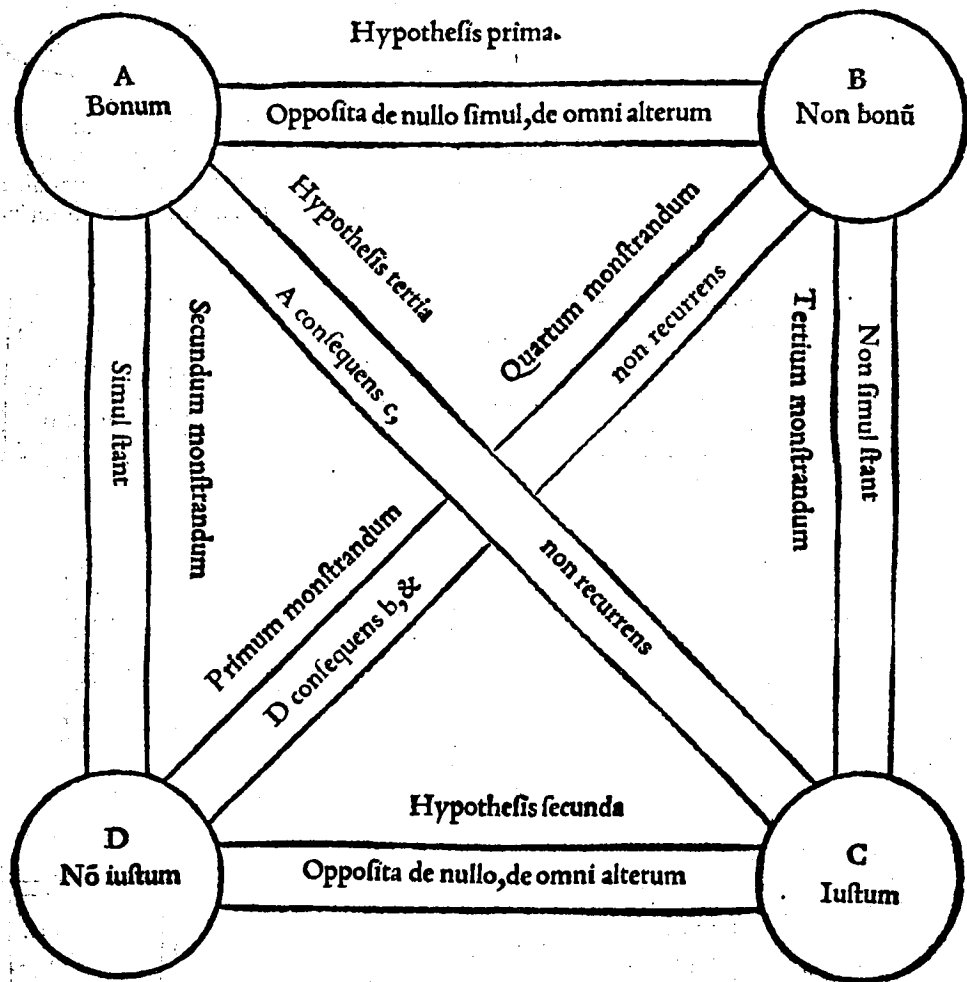 Hypotheſis prima.
A
Bonum
Oppoſita de nullo ſimul,de omni alterum
B
Non bonũ
Hypotheſis tertia
A conſequens c,
non recurrens
Quartum monſtrandum
non recurrens
Secundum monſtrandum
Simul ſtant
Tertium monſtrandum
Non ſimul ſtant
Primum monſtrandum
D conſequens b,&
Hypotheſis ſecunda
D
Nõ iuſtum
Oppoſita de nullo,de omni alterum
C
Iuſtum